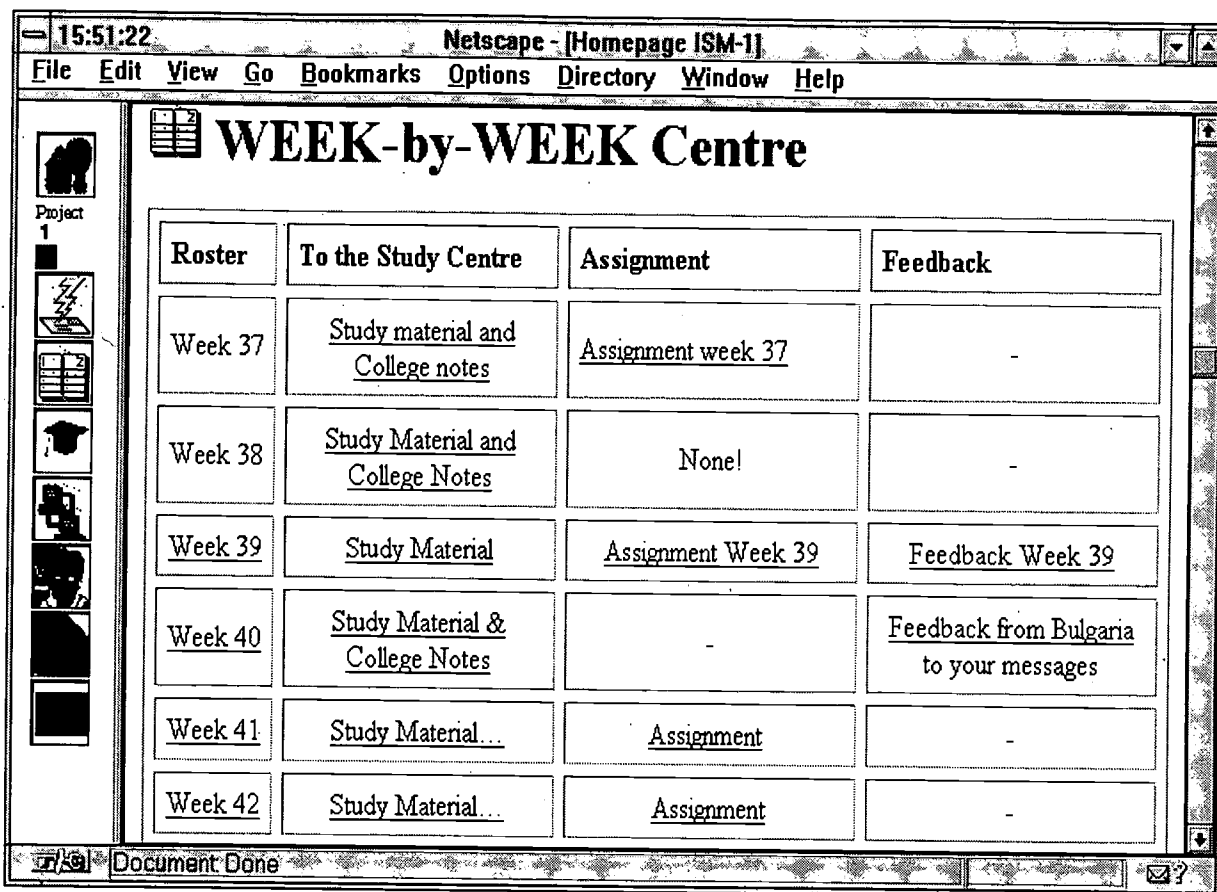 15:51:22 Netscape - [Homepage ISM-1]
File Edit View Go Bookmarks Options Directory Window Help
1 2 WEEK-by-WEEK Centre
Project
1
1 2
Roster To the Study Centre Assignment Feedback
Week 37 Study material and College notes Assignment week 37 -
Week 38 Study Material and College Notes None! -
Week 39 Study Material Assignment Week 39 Feedback Week 39
Week 40 Study Material & College Notes - Feedback from Bulgaria to your messages
Week 41 Study Material... Assignment -
Week 42 Study Material... Assignment -
Document: Done
?